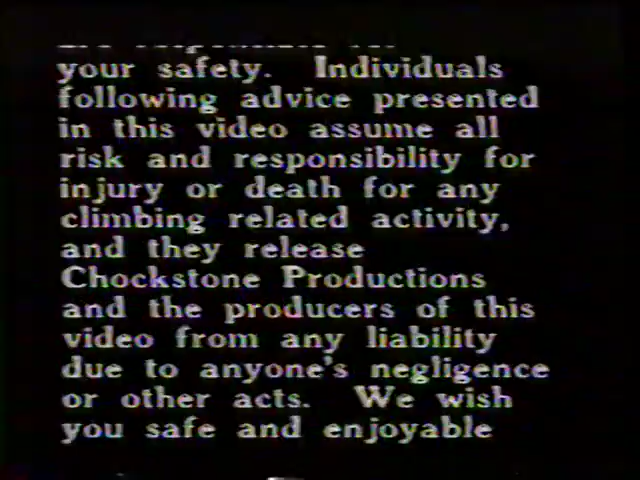 your safety. Individuals
following advice presented
in this video assume all
risk and responsibility for
injury or death for any
climbing related activity,
and they release
Chockstone Productions
and the producers of this
video from any liability
due to anyone's negligence
or other acts. We wish
you safe and enjoyable